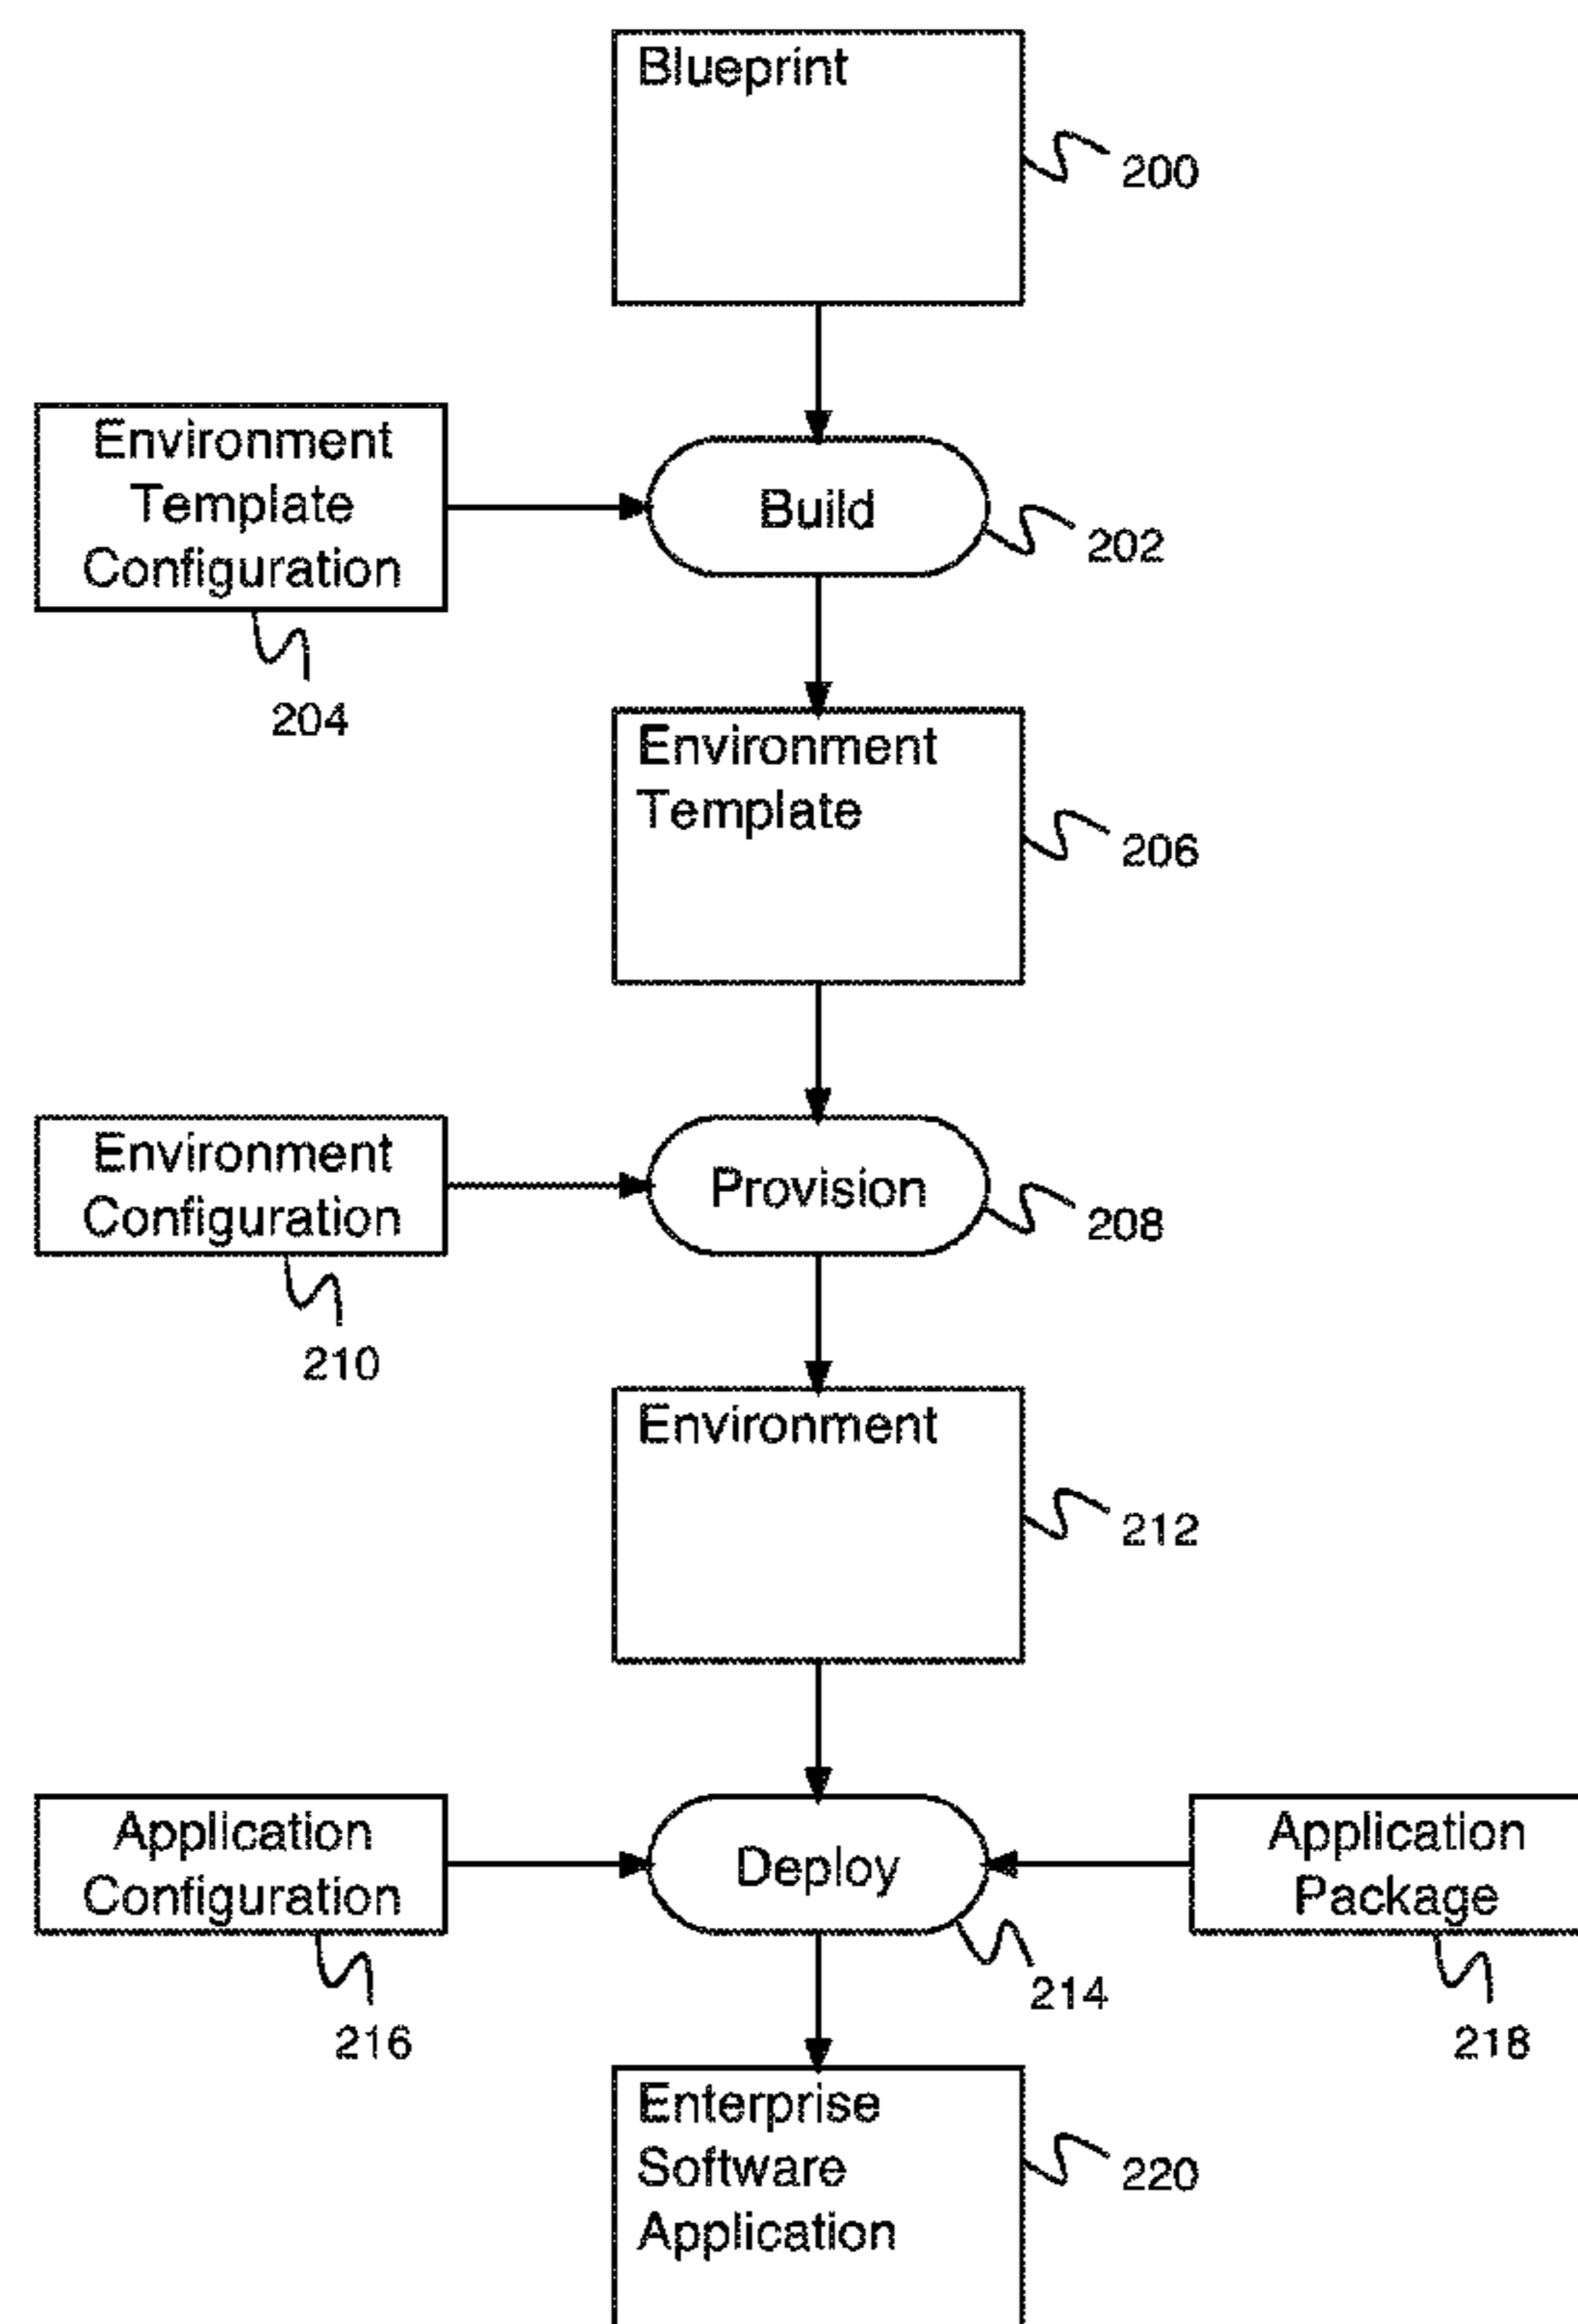 Blueprint
200
Environment
Template
Configuration
Build
202
204
Environment
Template
206
Environment
Configuration
Provision
208
210
Environment
212
Application
Configuration
Deploy
Application
Package
214
216
218
Enterprise
Software
Application
220